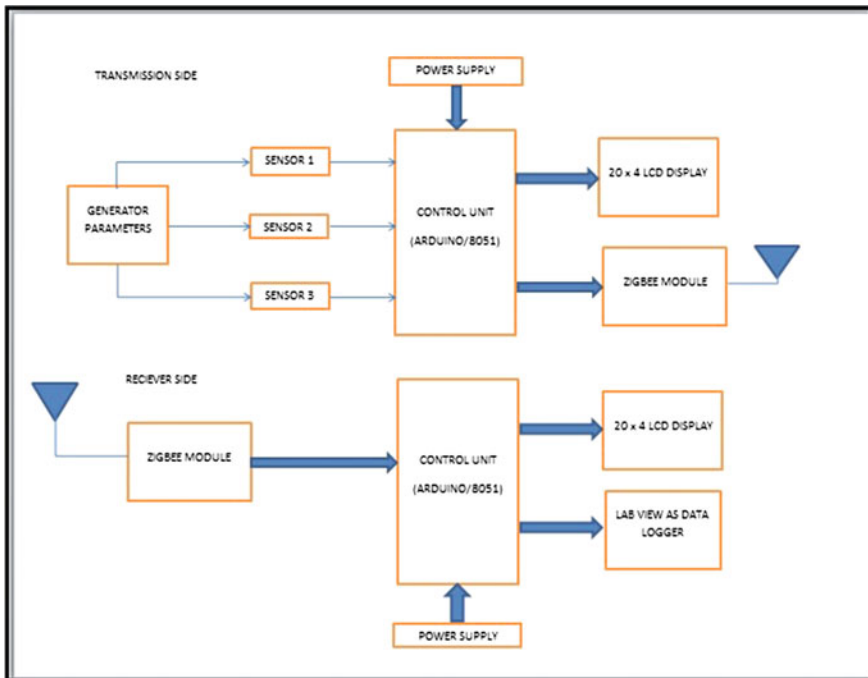 TRANSMISSION SIDE
POWER SUPPLY
GENERATOR
PARAMETERS
SENSOR 1
SENSOR 2
SENSOR 3
CONTROL UNIT
(ARDUINO/8051)
20 x 4 LCD DISPLAY
ZIGBEE MODULE
RECIEVER SIDE
ZIGBEE MODULE
CONTROL UNIT
(ARDUINO/8051)
20 x 4 LCD DISPLAY
LAB VIEW AS DATA
LOGGER
POWER SUPPLY